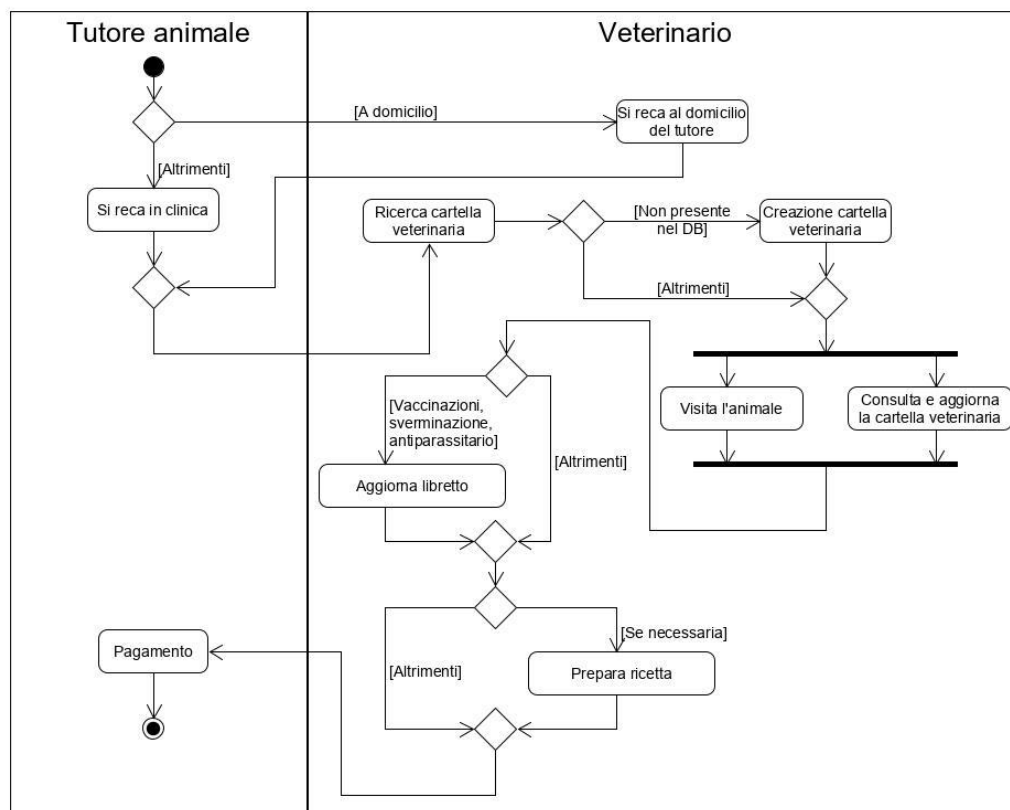 Tutore animale
Veterinario
[A domicilio]
Si reca al domicilio
del tutore
[Altrimenti]
Si reca in clinica
Ricerca cartella
veterinaria
[Non presente
nel DB]
Creazione cartella
veterinaria
[Altrimenti]
Visita l'animale
Consulta e aggiorna
la cartella veterinaria
[Vaccinazioni,
sverminazione,
antiparassitario]
[Altrimenti]
Aggiorna libretto
[Se necessaria]
Pagamento
[Altrimenti]
Prepara ricetta